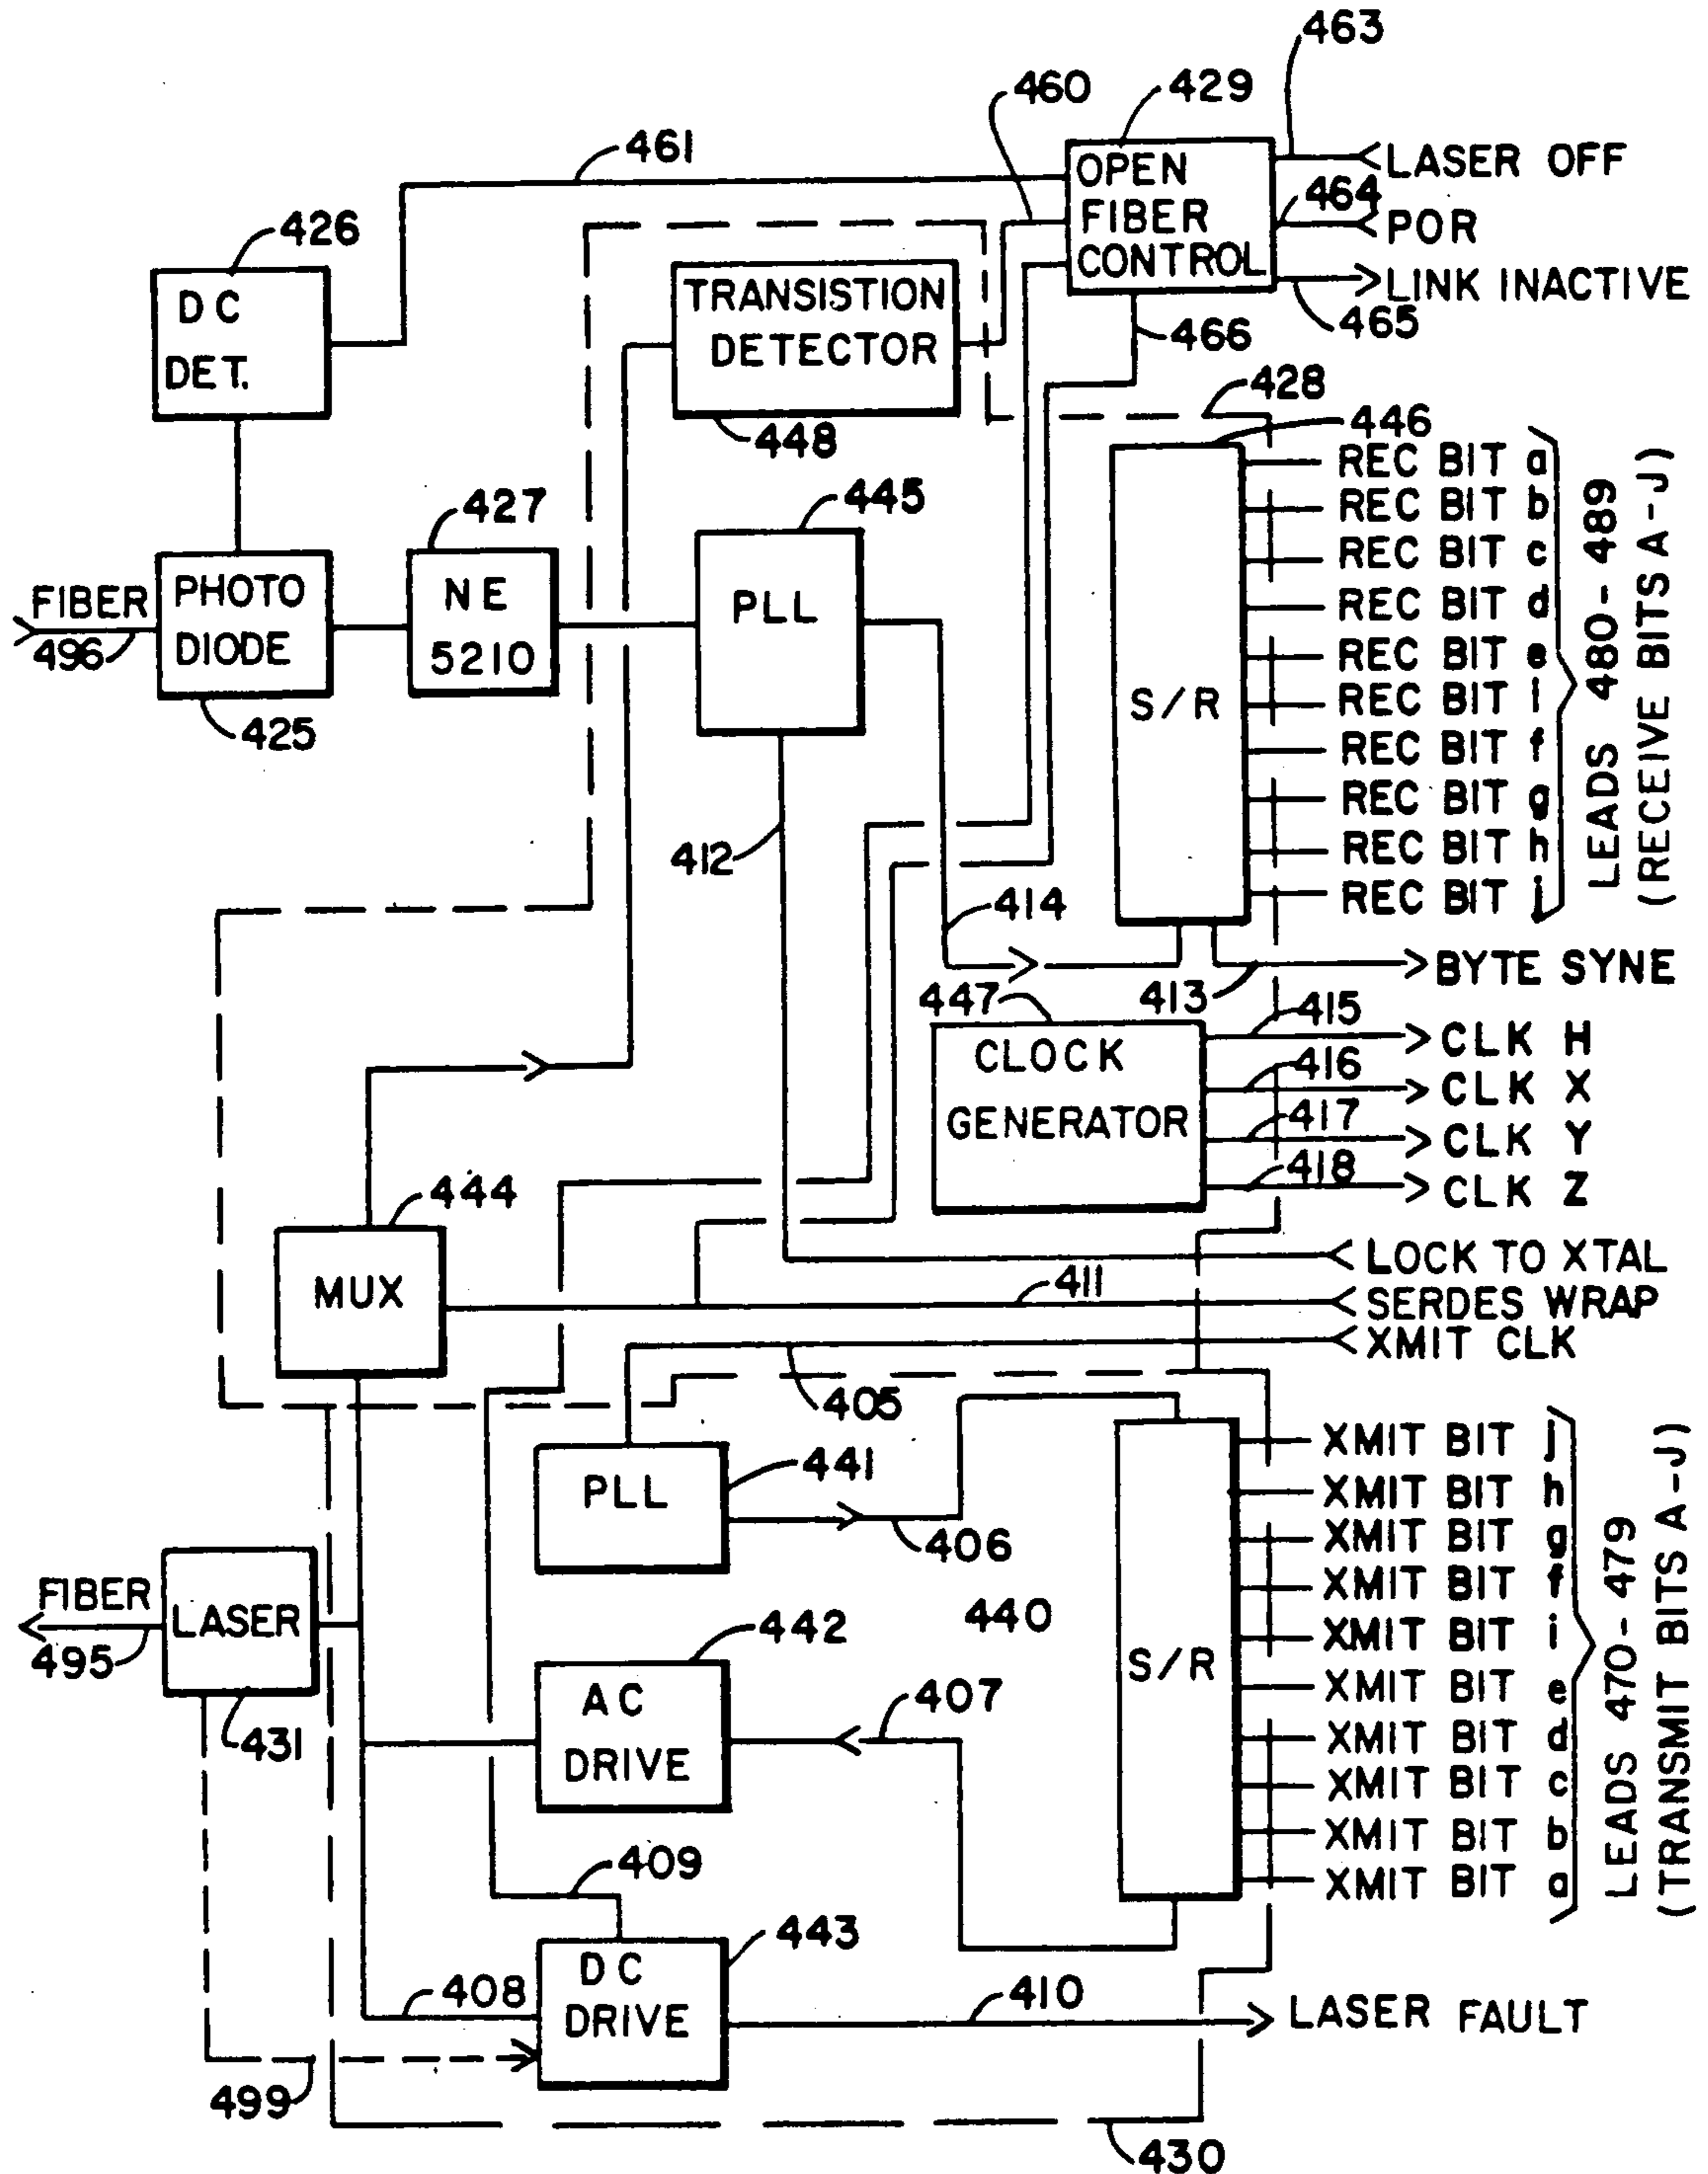 463
460
429
461
OPEN
FIBER
CONTROL
LASER OFF
464
POR
LINK INACTIVE
465
466
426
DC
DET.
TRANSISTION
DETECTOR
448
428
446
427
445
FIBER
496
PHOTO
DIODE
425
NE
5210
PLL
412
414
S/R
REC BIT a
REC BIT b
REC BIT c
REC BIT d
REC BIT e
REC BIT i
REC BIT f
REC BIT g
REC BIT h
REC BIT j
LEADS 480-489
(RECEIVE BITS A-J)
BYTE SYNE
413
447
CLOCK
GENERATOR
415
CLK H
416
CLK X
417
CLK Y
418
CLK Z
444
MUX
LOCK TO XTAL
411
SERDES WRAP
XMIT CLK
405
PLL
441
406
440
S/R
XMIT BIT j
XMIT BIT h
XMIT BIT g
XMIT BIT f
XMIT BIT i
XMIT BIT e
XMIT BIT d
XMIT BIT c
XMIT BIT b
XMIT BIT a
LEADS 470-479
(TRANSMIT BITS A-J)
FIBER
495
LASER
431
442
AC
DRIVE
407
409
443
DC
DRIVE
408
410
LASER FAULT
499
430